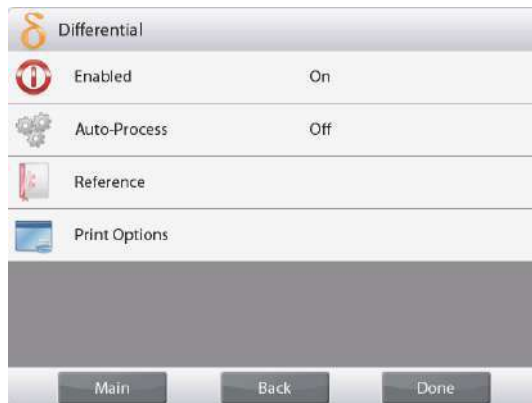 δ Differential
Enabled On
Auto-Process Off
Reference
Print Options
Main Back Done